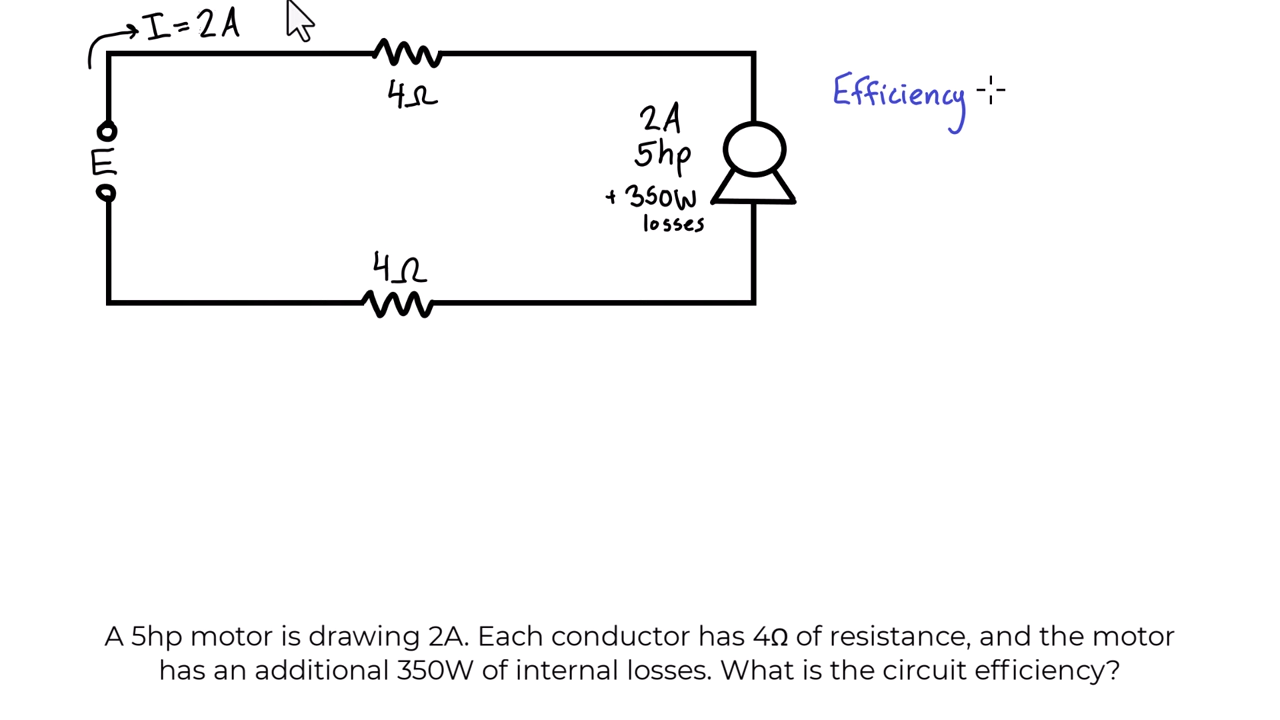 I = 2A
4Ω
Efficiency
2A
5hp
+ 350W
losses
E
4Ω
A 5hp motor is drawing 2A. Each conductor has 4Ω of resistance, and the motor
has an additional 350W of internal losses. What is the circuit efficiency?